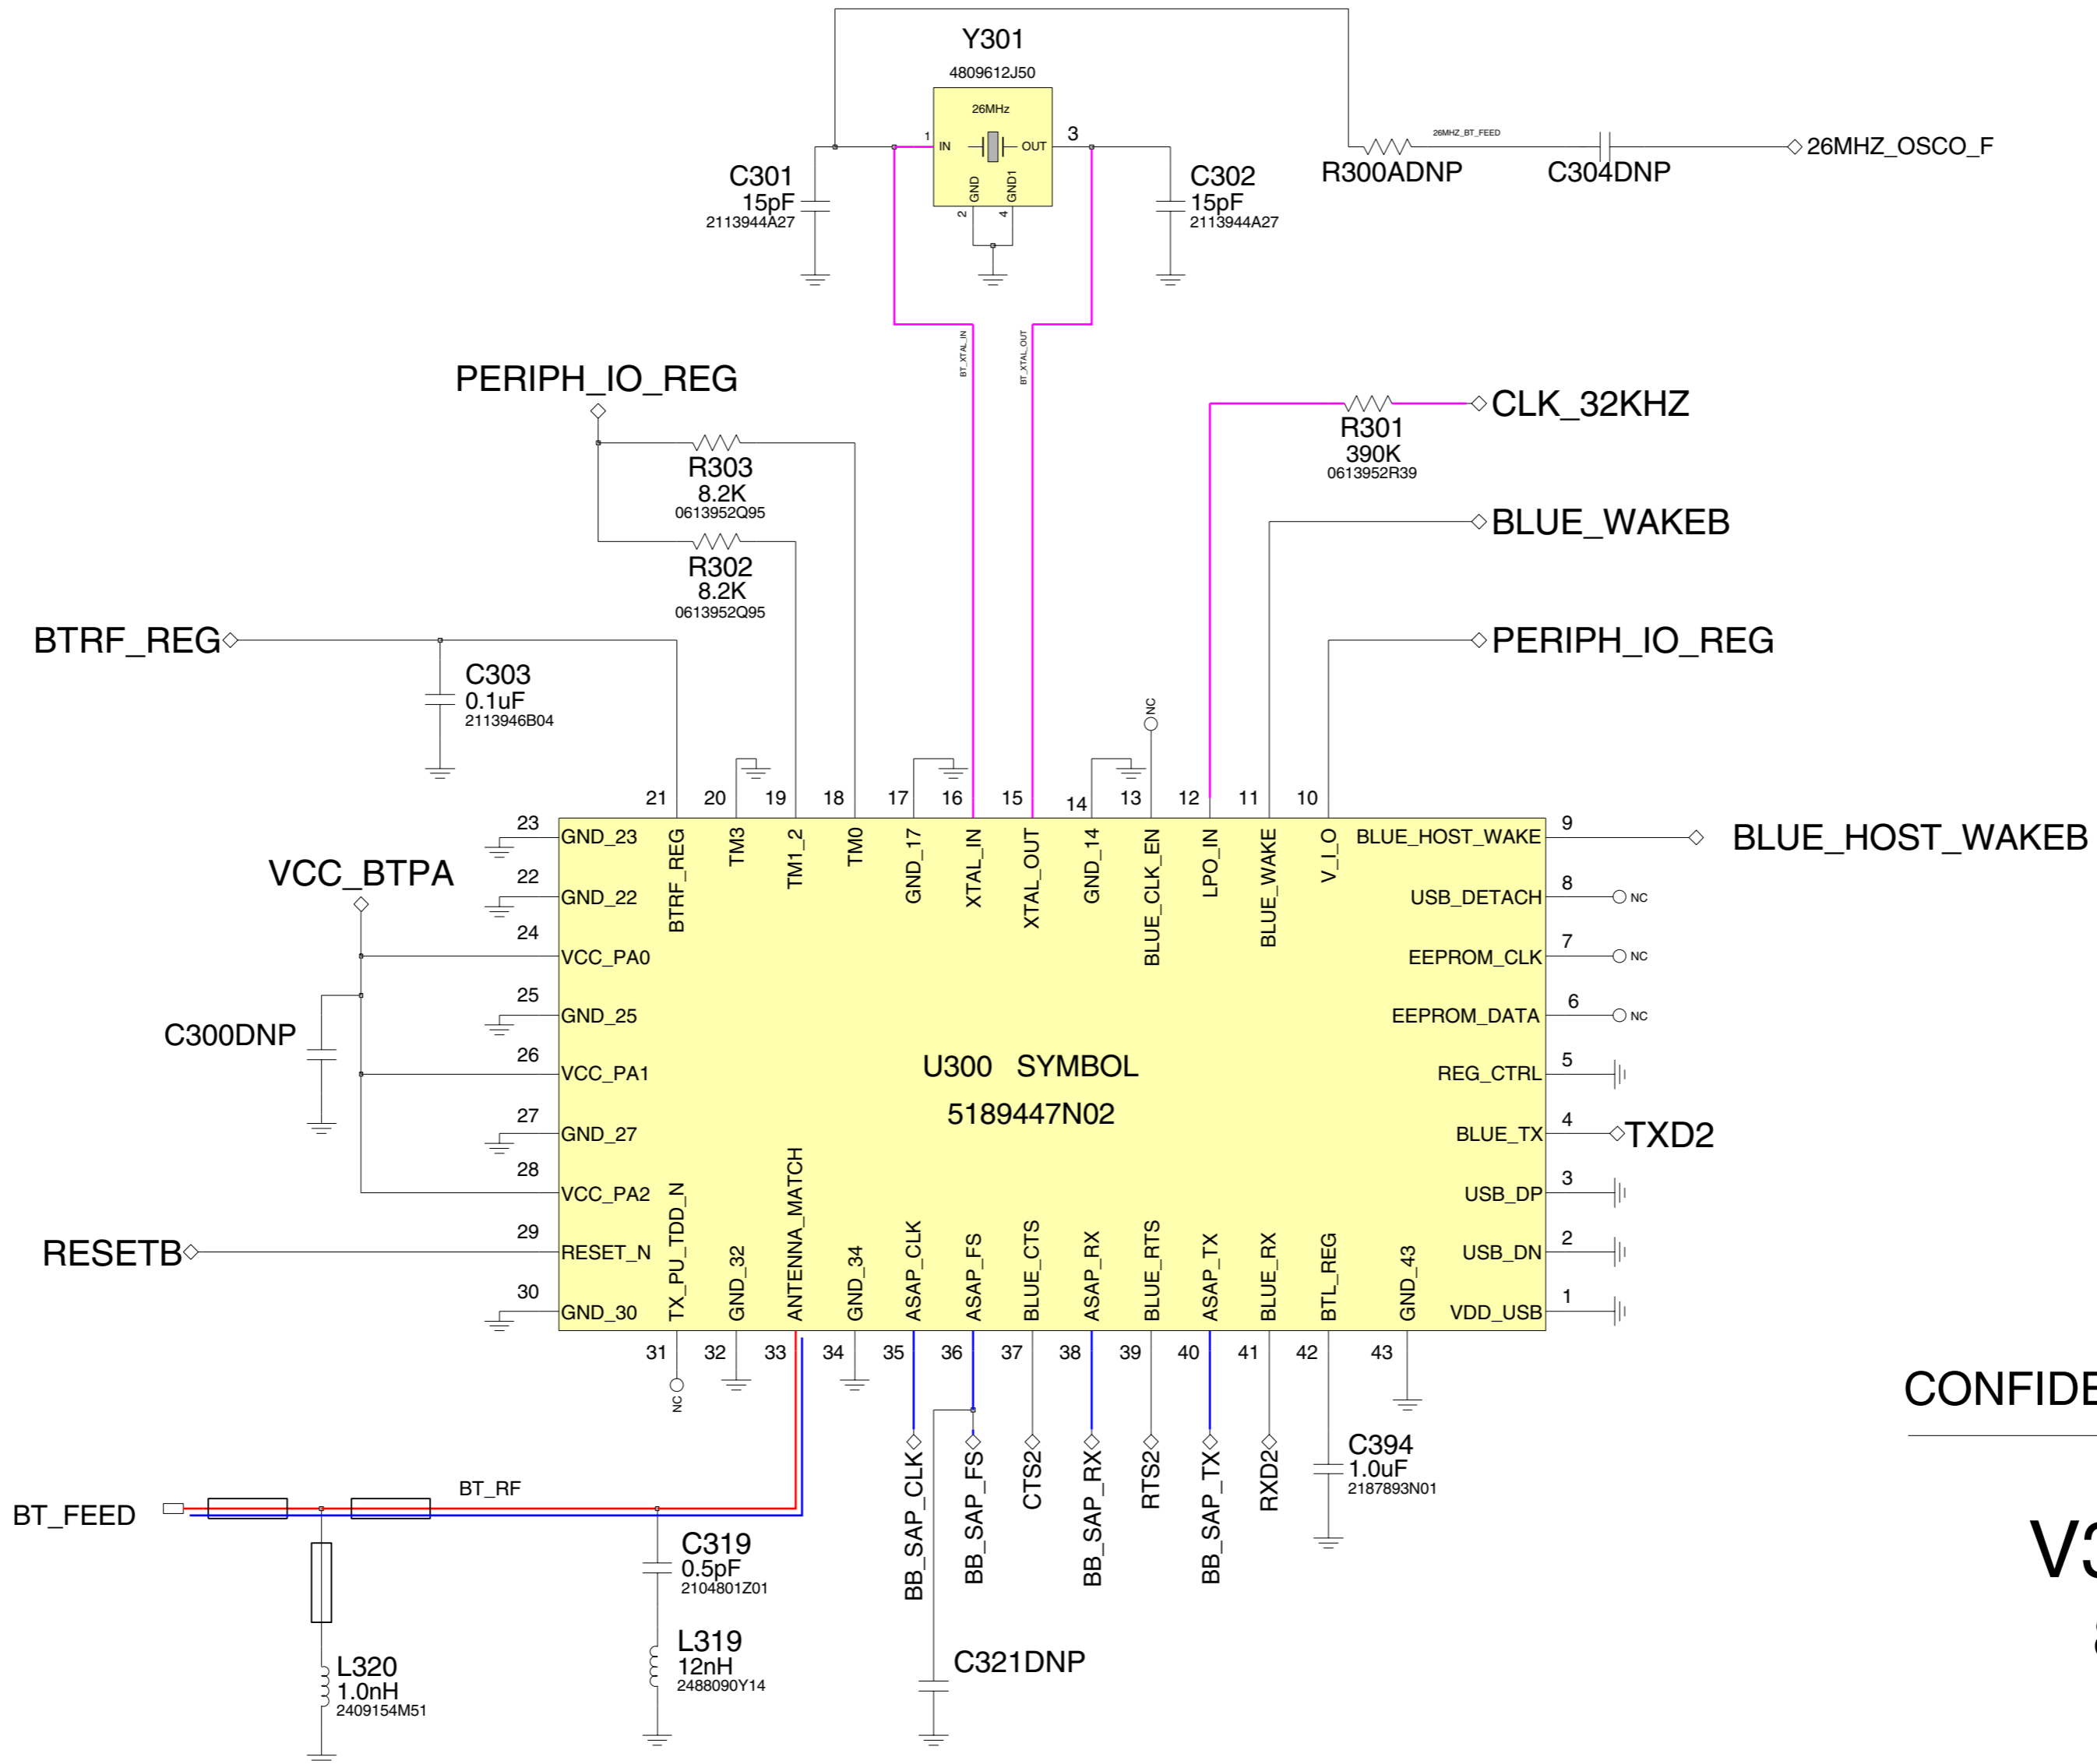 Y301
4809612J50
26MHz
1
IN
OUT
3
GND
GND1
2
4
C301
15pF
2113944A27
C302
15pF
2113944A27
26MHZ_BT_FEED
R300ADNP
C304DNP
26MHZ_OSCO_F
BT_XTAL_IN
BT_XTAL_OUT
PERIPH_IO_REG
R303
8.2K
0613952Q95
R302
8.2K
0613952Q95
CLK_32KHZ
R301
390K
0613952R39
BLUE_WAKEB
BTRF_REG
C303
0.1uF
2113946B04
PERIPH_IO_REG
NC
21
20
19
18
17
16
15
14
13
12
11
10
BTRF_REG
TM3
TM1_2
TM0
GND_17
XTAL_IN
XTAL_OUT
GND_14
BLUE_CLK_EN
LPO_IN
BLUE_WAKE
V_I_O
23
GND_23
22
GND_22
VCC_BTPA
24
VCC_PA0
25
GND_25
C300DNP
26
VCC_PA1
27
GND_27
28
VCC_PA2
RESETB
29
RESET_N
30
GND_30
U300 SYMBOL
5189447N02
BLUE_HOST_WAKE
9
BLUE_HOST_WAKEB
USB_DETACH
8
NC
EEPROM_CLK
7
NC
EEPROM_DATA
6
NC
REG_CTRL
5
BLUE_TX
4
TXD2
USB_DP
3
USB_DN
2
VDD_USB
1
TX_PU_TDD_N
GND_32
ANTENNA_MATCH
GND_34
ASAP_CLK
ASAP_FS
BLUE_CTS
ASAP_RX
BLUE_RTS
ASAP_TX
BLUE_RX
BTL_REG
GND_43
31
32
33
34
35
36
37
38
39
40
41
42
43
NC
BB_SAP_CLK
BB_SAP_FS
CTS2
BB_SAP_RX
RTS2
BB_SAP_TX
RXD2
C394
1.0uF
2187893N01
BT_FEED
BT_RF
C319
0.5pF
2104801Z01
L319
12nH
2488090Y14
L320
1.0nH
2409154M51
C321DNP
CONFIDE
V3